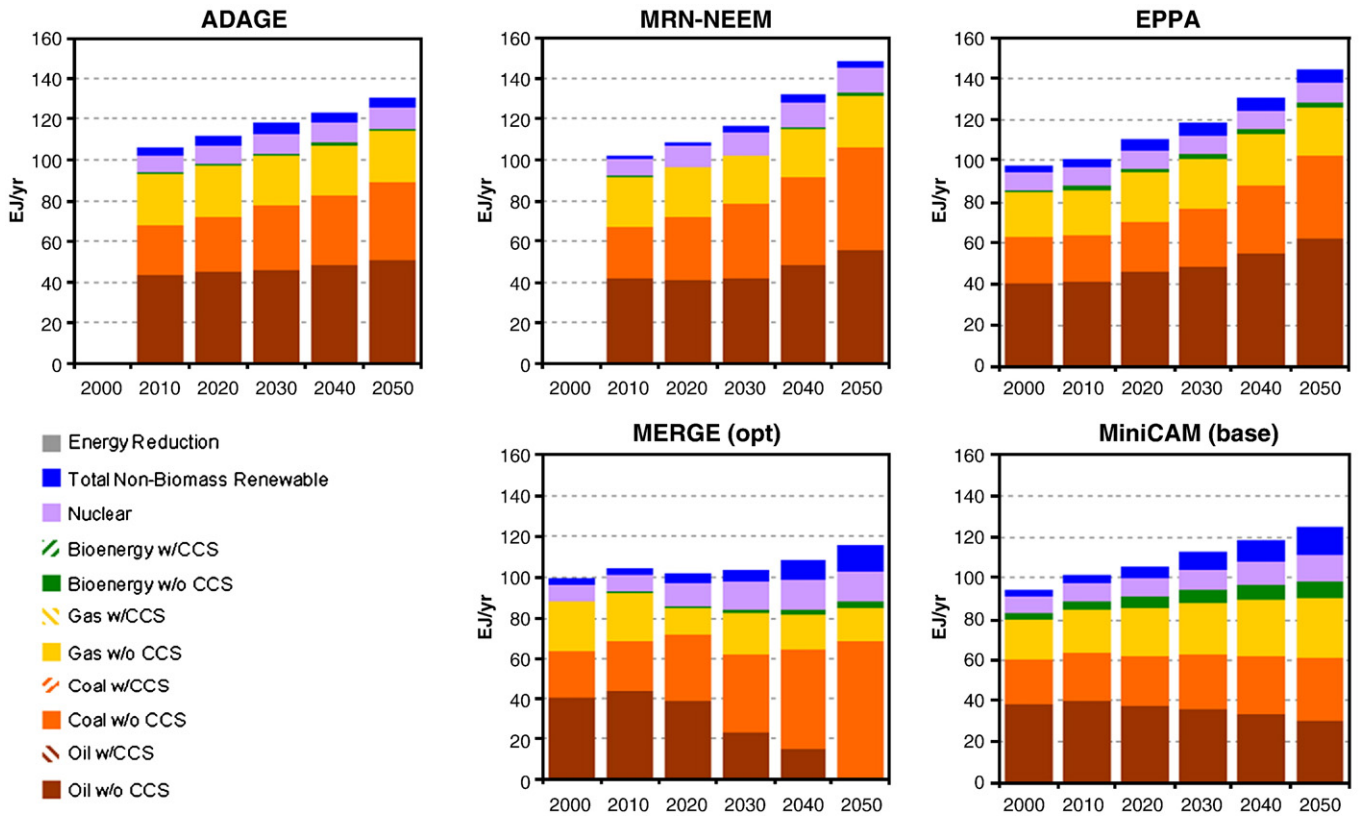 ADAGE
160
140
120
100
80
60
40
20
0
EJ/yr
2000 2010 2020 2030 2040 2050
MRN-NEEM
160
140
120
100
80
60
40
20
0
EJ/yr
2000 2010 2020 2030 2040 2050
EPPA
160
140
120
100
80
60
40
20
0
EJ/yr
2000 2010 2020 2030 2040 2050
Energy Reduction
Total Non-Biomass Renewable
Nuclear
Bioenergy w/CCS
Bioenergy w/o CCS
Gas w/CCS
Gas w/o CCS
Coal w/CCS
Coal w/o CCS
Oil w/CCS
Oil w/o CCS
MERGE (opt)
160
140
120
100
80
60
40
20
0
EJ/yr
2000 2010 2020 2030 2040 2050
MiniCAM (base)
160
140
120
100
80
60
40
20
0
EJ/yr
2000 2010 2020 2030 2040 2050